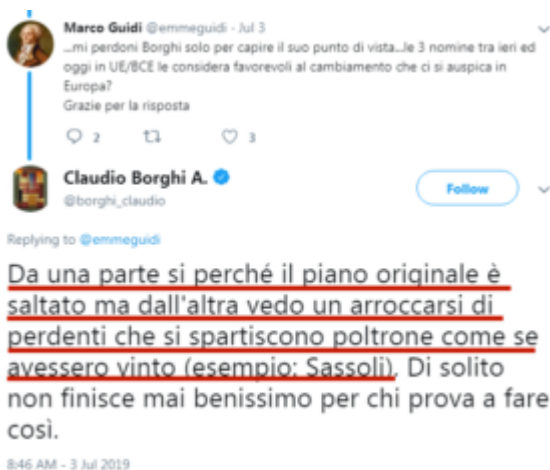 Marco Guidi @emmeguidi - Jul 3
...mi perdoni Borghi solo per capire il suo punto di vista...le 3 nomine tra ieri ed
oggi in UE/BCE le considera favorevoli al cambiamento che ci si auspica in
Europa?
Grazie per la risposta
2 3
Claudio Borghi A.
@borghi_claudio
Follow
Replying to @emmeguidi
Da una parte si perché il piano originale è
saltato ma dall'altra vedo un arroccarsi di
perdenti che si spartiscono poltrone come se
avessero vinto (esempio: Sassoli). Di solito
non finisce mai benissimo per chi prova a fare
così.
8:46 AM - 3 Jul 2019